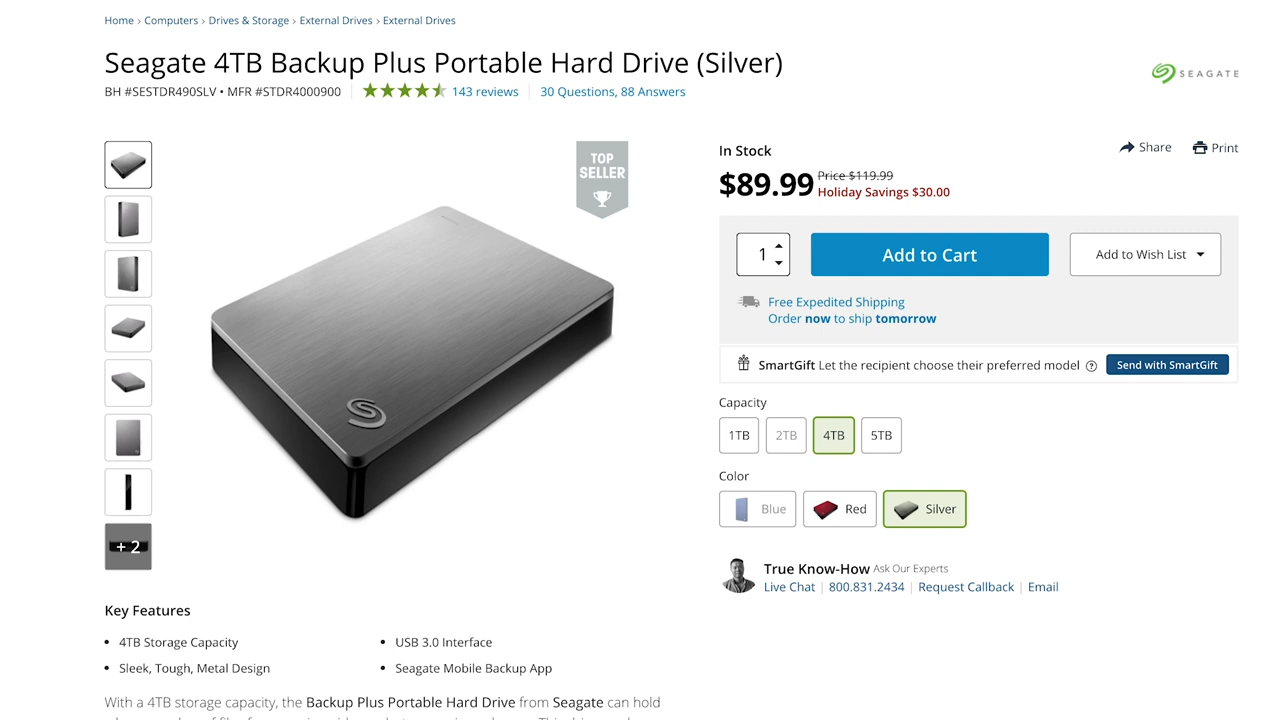 Home › Computers › Drives & Storage › External Drives › External Drives
Seagate 4TB Backup Plus Portable Hard Drive (Silver)
BH #SESTDR490SLV • MFR #STDR4000900
143 reviews
30 Questions, 88 Answers
SEAGATE
TOP
SELLER
In Stock
Share
Print
$89.99
Price $119.99
Holiday Savings $30.00
1
Add to Cart
Add to Wish List
Free Expedited Shipping
Order now to ship tomorrow
SmartGift Let the recipient choose their preferred model ?
Send with SmartGift
Capacity
1TB
2TB
4TB
5TB
Color
Blue
Red
Silver
True Know-How Ask Our Experts
Live Chat | 800.831.2434 | Request Callback | Email
+ 2
Key Features
• 4TB Storage Capacity
• Sleek, Tough, Metal Design
• USB 3.0 Interface
• Seagate Mobile Backup App
With a 4TB storage capacity, the Backup Plus Portable Hard Drive from Seagate can hold